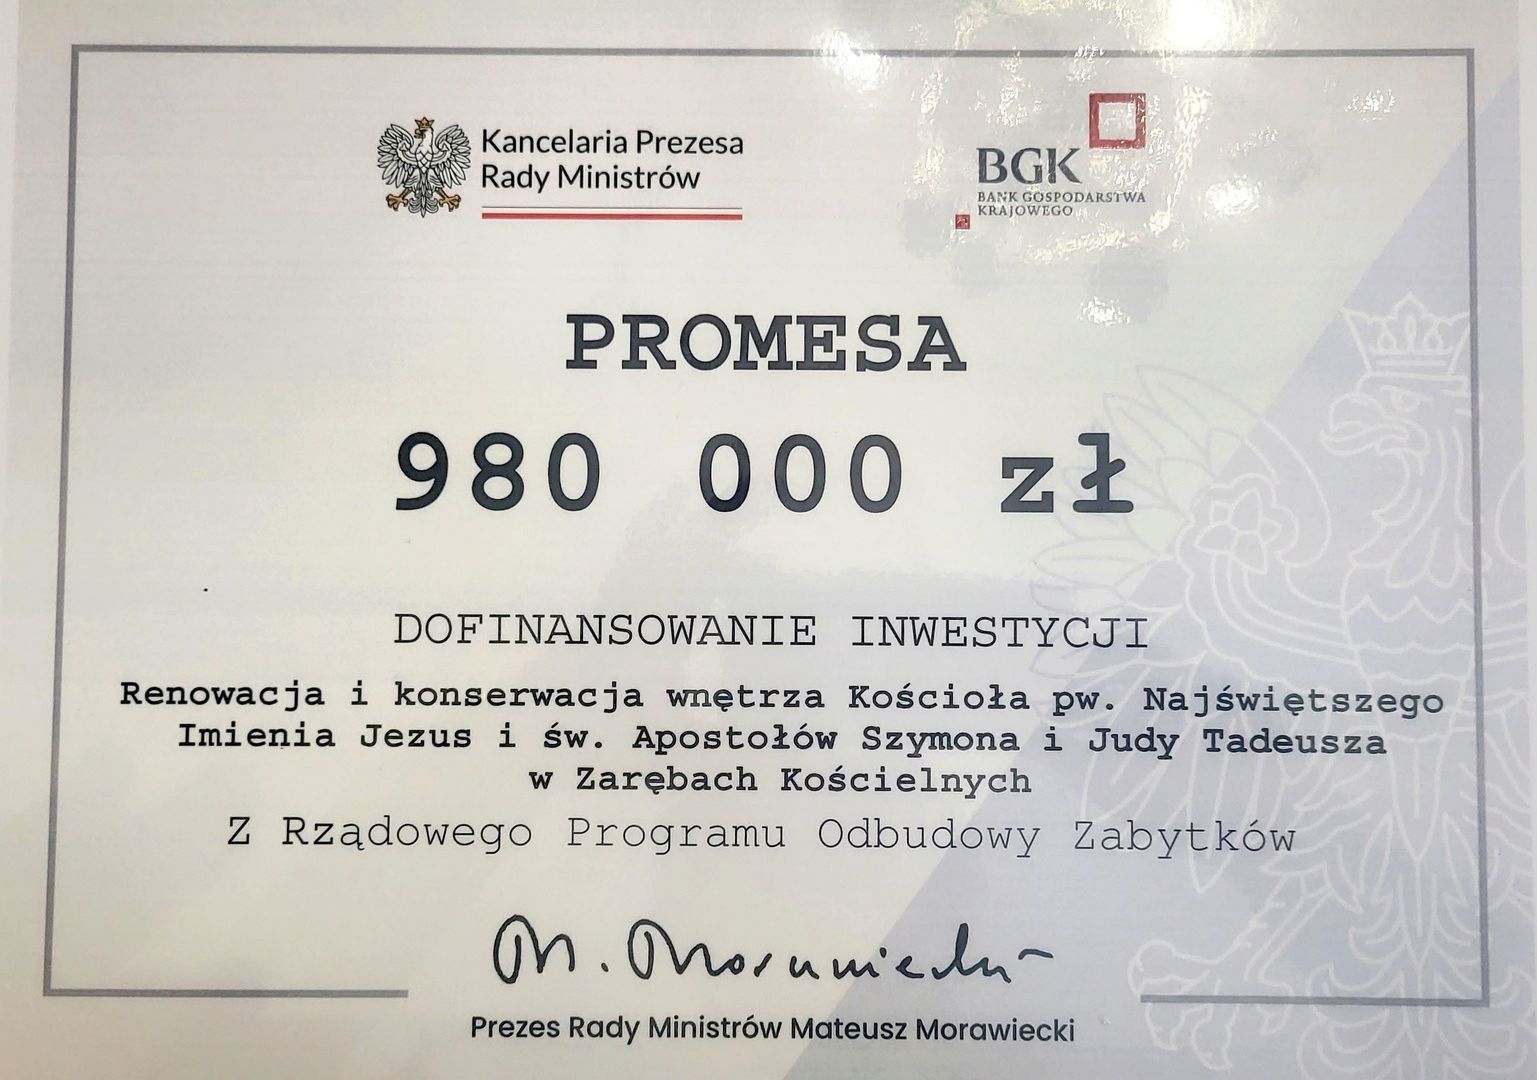 Kancelaria Prezesa
Rady Ministrów
BGK
BANK GOSPODARSTWA
KRAJOWEGO
PROMESA
980 000 zł
DOFINANSOWANIE INWESTYCJI
Renowacja i konserwacja wnętrza Kościoła pw. Najświętszego
Imienia Jezus i św. Apostołów Szymona i Judy Tadeusza
w Zarębach Kościelnych
Z Rządowego Programu Odbudowy Zabytków
M. Morawiecki
Prezes Rady Ministrów Mateusz Morawiecki